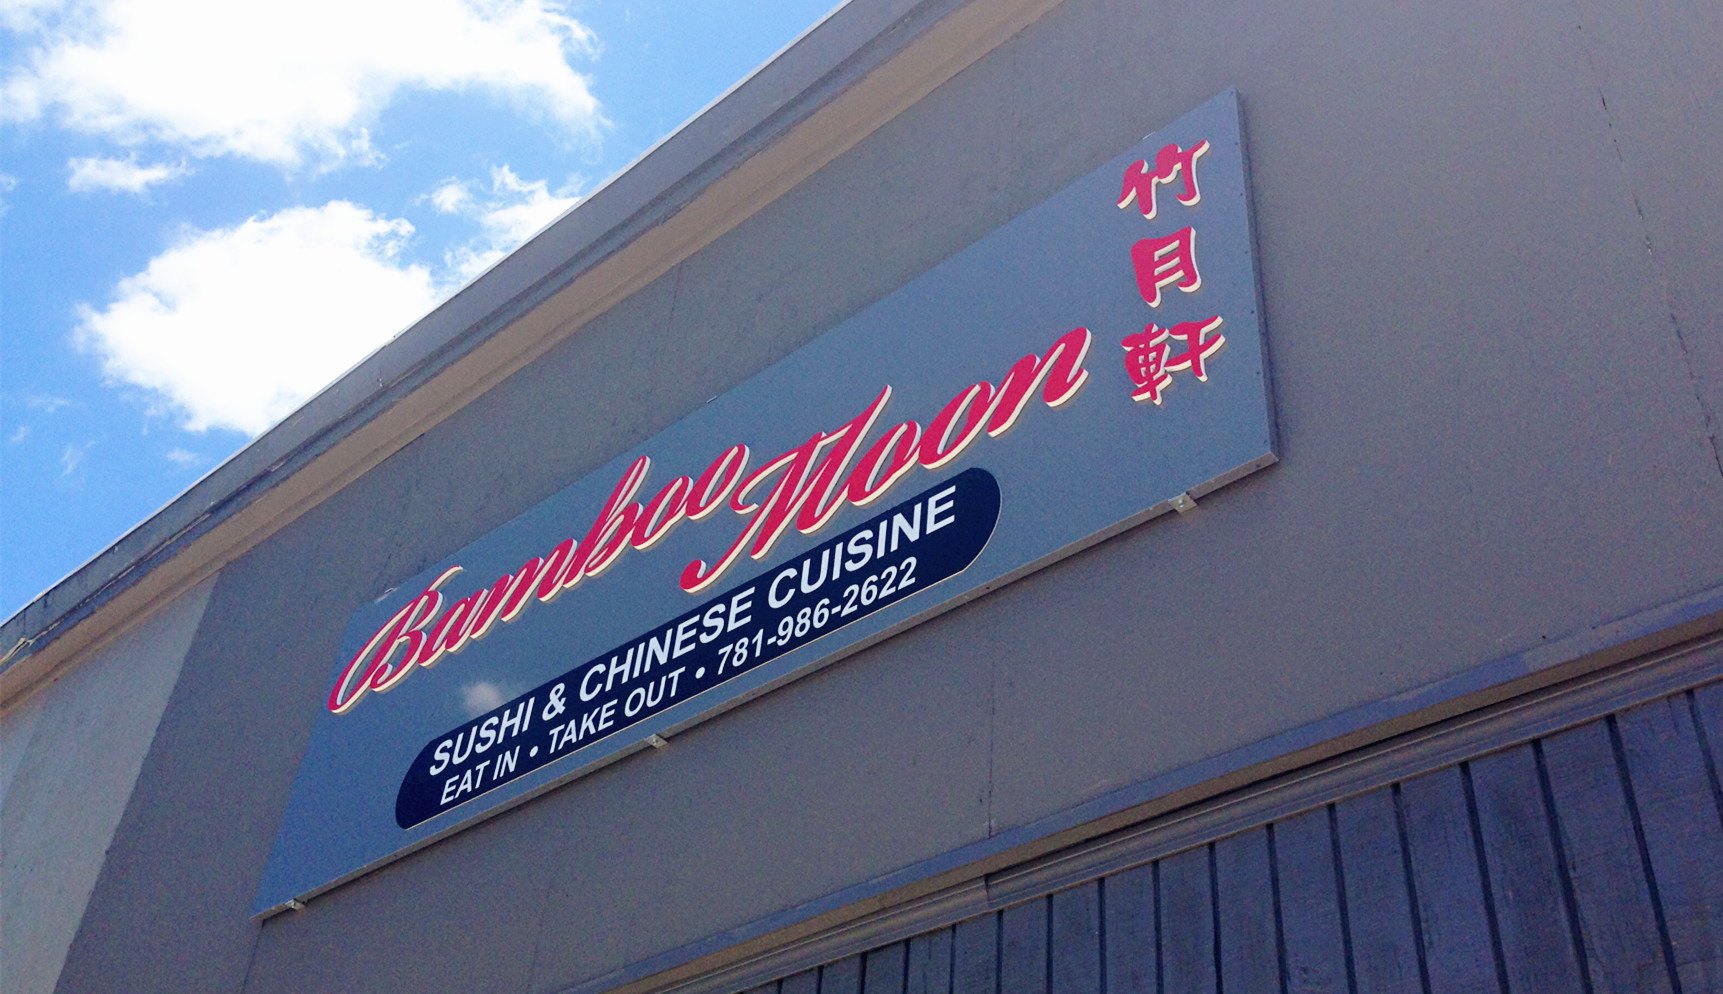 Bamboo Moon
竹月軒
SUSHI & CHINESE CUISINE
EAT IN • TAKE OUT • 781-986-2622